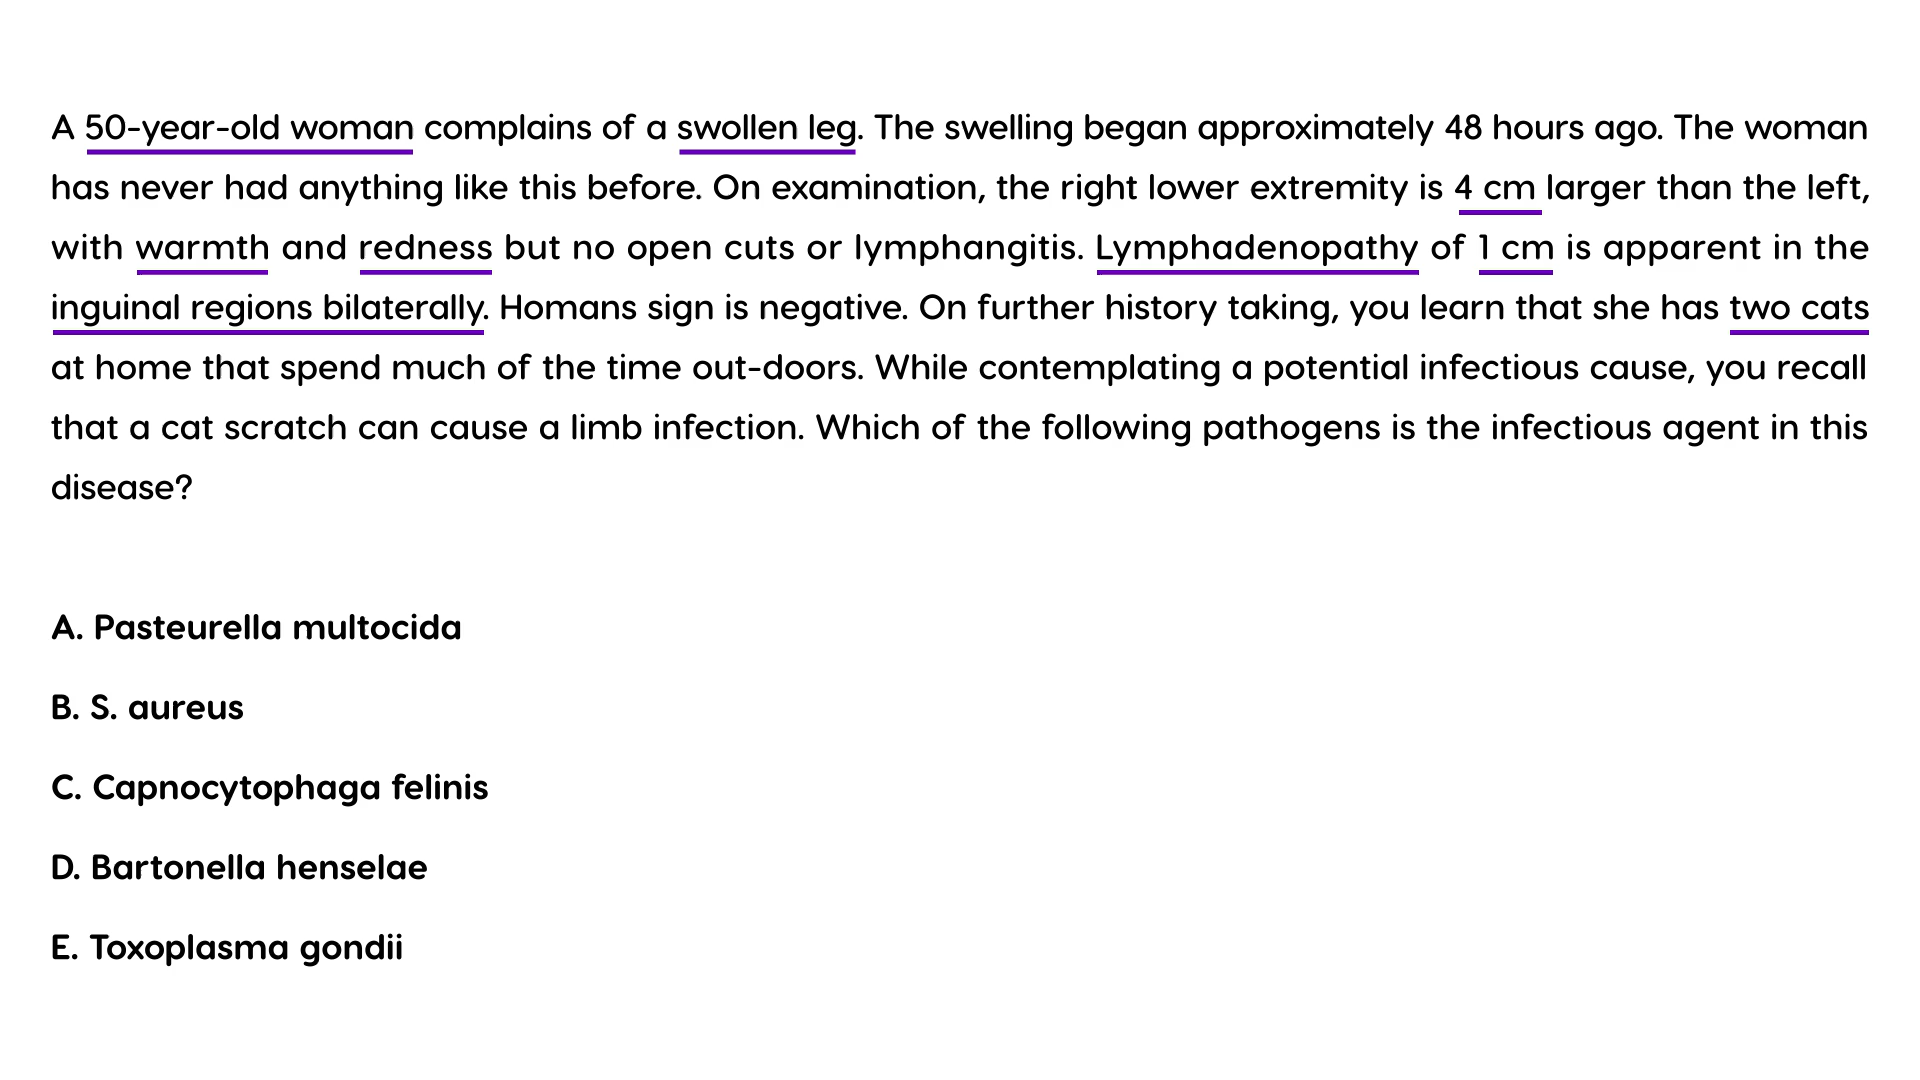 A 50-year-old woman complains of a swollen leg. The swelling began approximately 48 hours ago. The woman
has never had anything like this before. On examination, the right lower extremity is 4 cm larger than the left,
with warmth and redness but no open cuts or lymphangitis. Lymphadenopathy of 1 cm is apparent in the
inguinal regions bilaterally. Homans sign is negative. On further history taking, you learn that she has two cats
at home that spend much of the time out-doors. While contemplating a potential infectious cause, you recall
that a cat scratch can cause a limb infection. Which of the following pathogens is the infectious agent in this
disease?
A. Pasteurella multocida
B. S. aureus
C. Capnocytophaga felinis
D. Bartonella henselae
E. Toxoplasma gondii